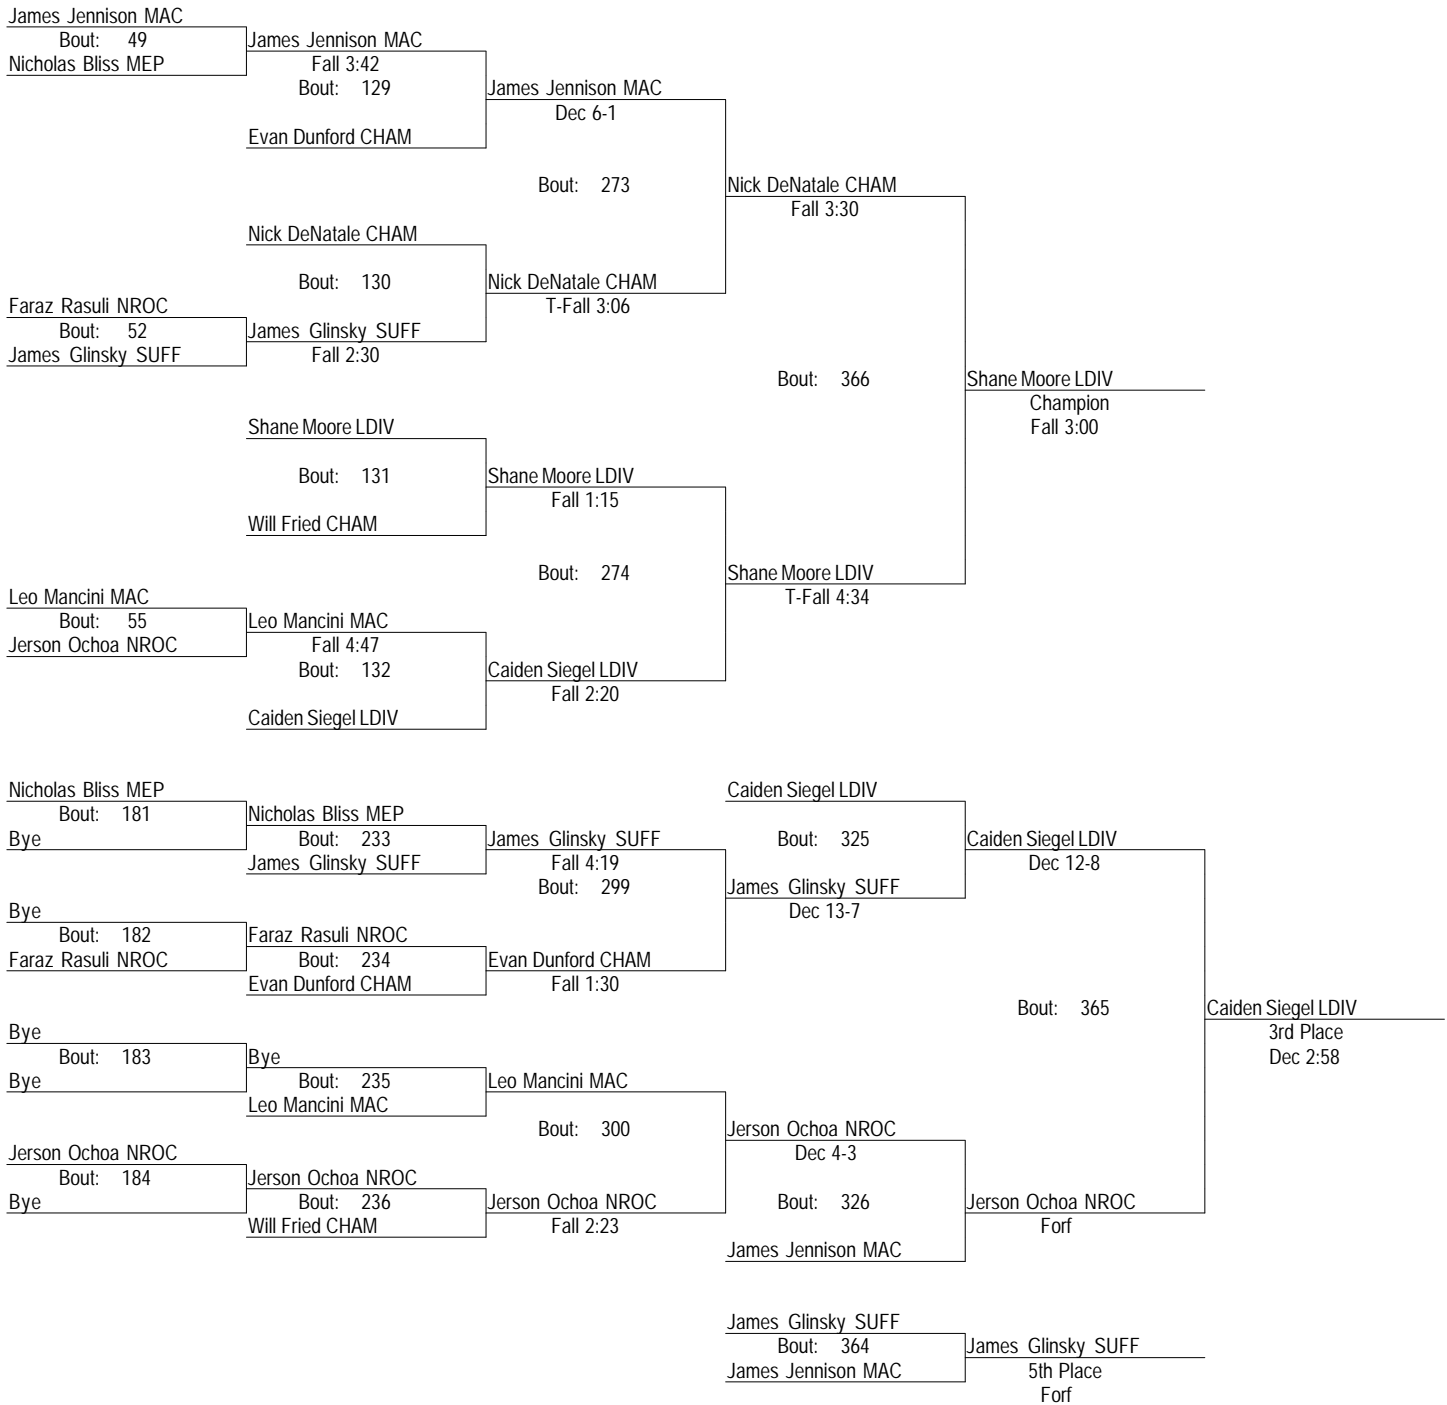 James Jennison MAC
Bout: 49
Nicholas Bliss MEP
James Jennison MAC
Fall 3:42
Bout: 129
Evan Dunford CHAM
James Jennison MAC
Dec 6-1
Bout: 273
Nick DeNatale CHAM
Fall 3:30
Nick DeNatale CHAM
Bout: 130
Nick DeNatale CHAM
T-Fall 3:06
Faraz Rasuli NROC
Bout: 52
James Glinsky SUFF
James Glinsky SUFF
Fall 2:30
Bout: 366
Shane Moore LDIV
Champion
Fall 3:00
Shane Moore LDIV
Bout: 131
Will Fried CHAM
Shane Moore LDIV
Fall 1:15
Bout: 274
Shane Moore LDIV
T-Fall 4:34
Leo Mancini MAC
Bout: 55
Jerson Ochoa NROC
Leo Mancini MAC
Fall 4:47
Bout: 132
Caiden Siegel LDIV
Caiden Siegel LDIV
Fall 2:20
Nicholas Bliss MEP
Bout: 181
Bye
Nicholas Bliss MEP
Bout: 233
James Glinsky SUFF
James Glinsky SUFF
Fall 4:19
Bout: 299
Caiden Siegel LDIV
Bout: 325
James Glinsky SUFF
Dec 13-7
Caiden Siegel LDIV
Dec 12-8
Bye
Bout: 182
Faraz Rasuli NROC
Faraz Rasuli NROC
Bout: 234
Evan Dunford CHAM
Evan Dunford CHAM
Fall 1:30
Bout: 365
Caiden Siegel LDIV
3rd Place
Dec 2:58
Bye
Bout: 183
Bye
Bye
Bout: 235
Leo Mancini MAC
Leo Mancini MAC
Bout: 300
Jerson Ochoa NROC
Dec 4-3
Jerson Ochoa NROC
Bout: 184
Bye
Jerson Ochoa NROC
Bout: 236
Will Fried CHAM
Jerson Ochoa NROC
Fall 2:23
Bout: 326
James Jennison MAC
Jerson Ochoa NROC
Forf
James Glinsky SUFF
Bout: 364
James Jennison MAC
James Glinsky SUFF
5th Place
Forf